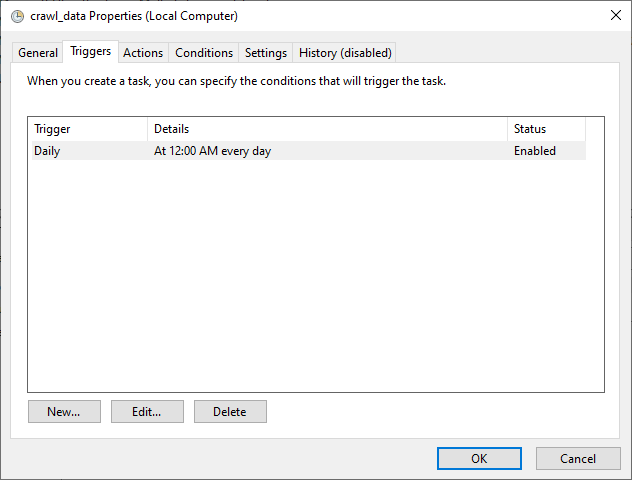 crawl_data Properties (Local Computer)
General Triggers Actions Conditions Settings History (disabled)
When you create a task, you can specify the conditions that will trigger the task.
Trigger Details Status
Daily At 12:00 AM every day Enabled
New... Edit... Delete
OK Cancel